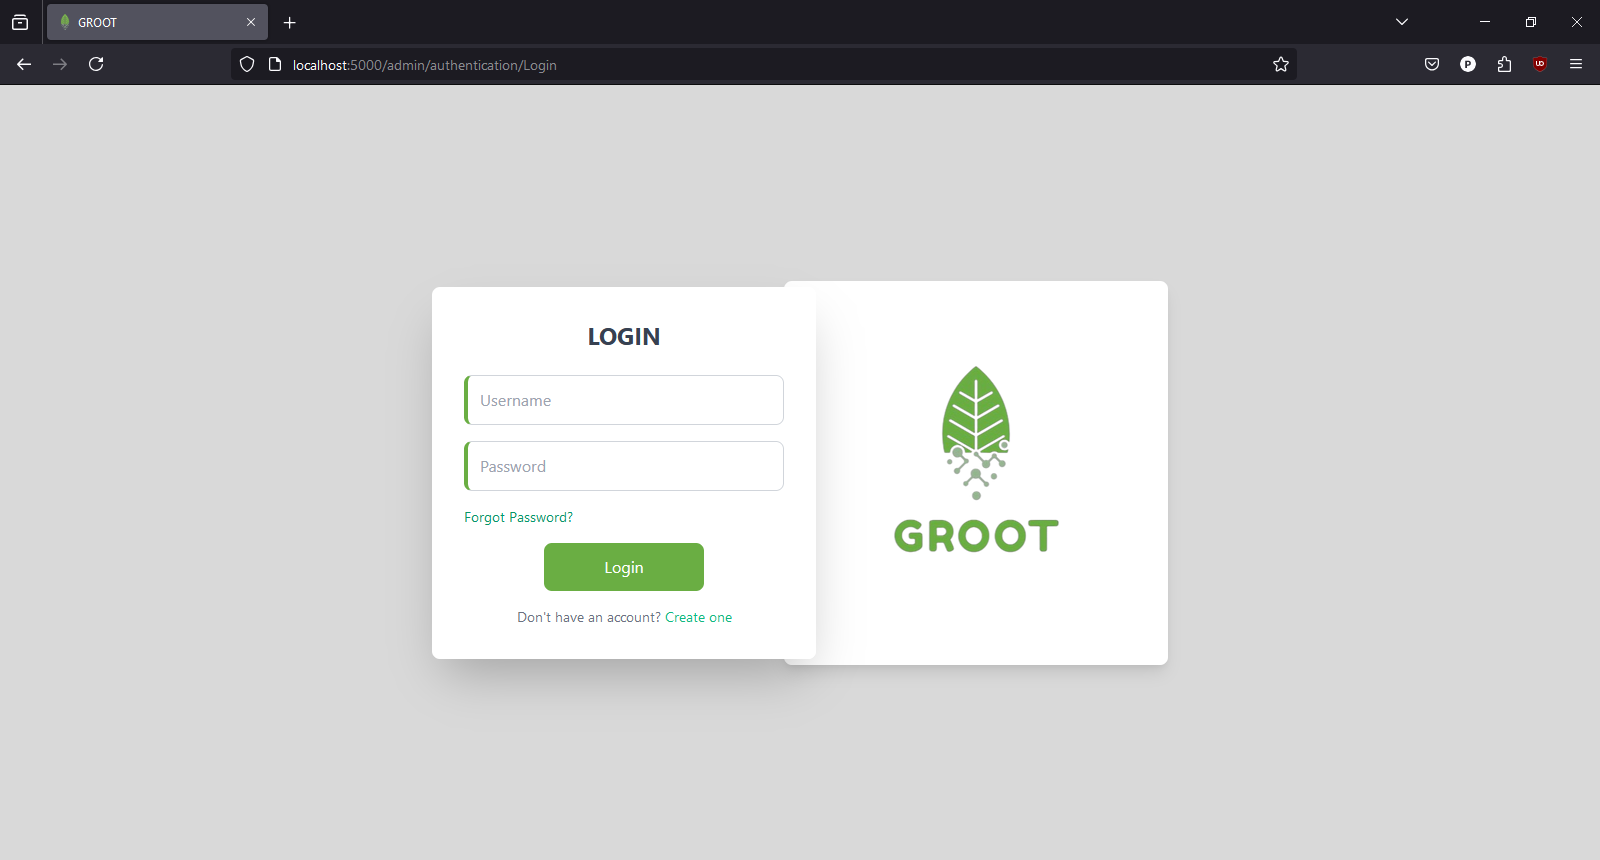 GROOT
localhost:5000/admin/authentication/Login
LOGIN
Username
Password
Forgot Password?
Login
Don't have an account? Create one
GROOT